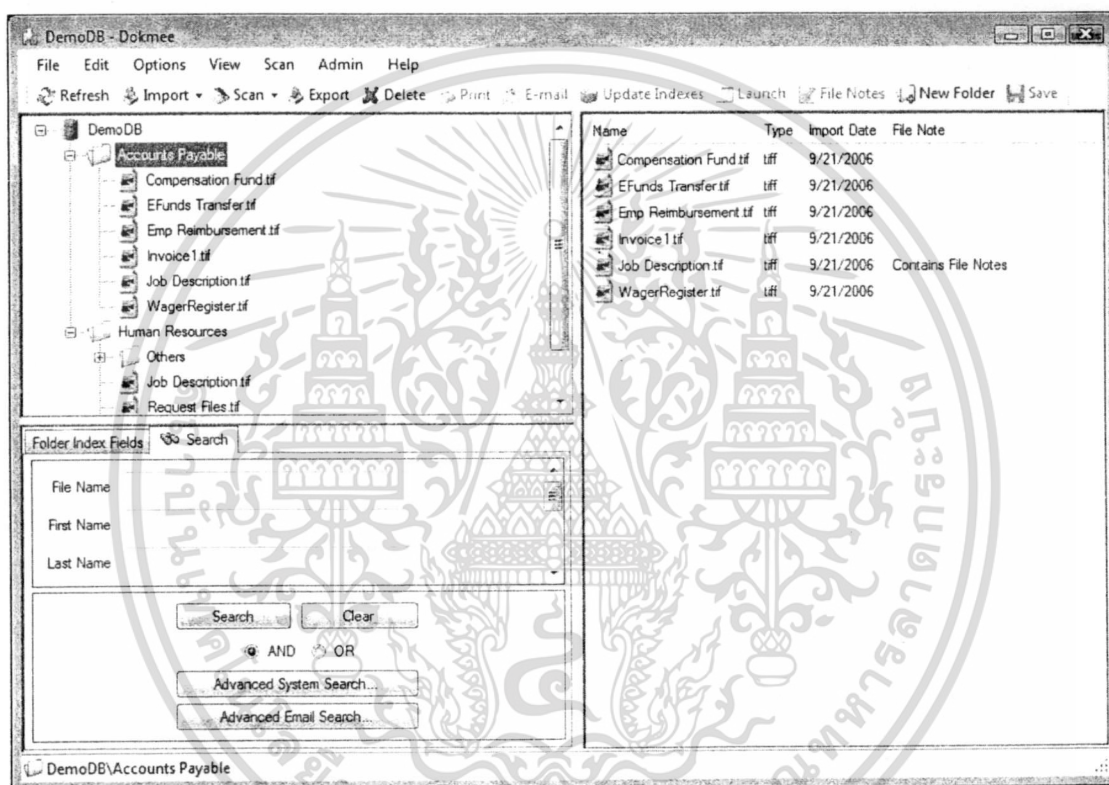 DemoDB - Dokmee
File Edit Options View Scan Admin Help
Refresh Import Scan Export Delete Print E-mail Update Indexes Launch File Notes New Folder Save
DemoDB
Accounts Payable
Compensation Fund.tif
EFunds Transfer.tif
Emp Reimbursement.tif
Invoice1.tif
Job Description.tif
WagerRegister.tif
Human Resources
Others
Job Description.tif
Request Files.tif
Name Type Import Date File Note
Compensation Fund.tif tiff 9/21/2006
EFunds Transfer.tif tiff 9/21/2006
Emp Reimbursement.tif tiff 9/21/2006
Invoice1.tif tiff 9/21/2006
Job Description.tif tiff 9/21/2006 Contains File Notes
WagerRegister.tif tiff 9/21/2006
Folder Index Fields Search
File Name
First Name
Last Name
Search Clear
AND OR
Advanced System Search...
Advanced Email Search...
DemoDB\Accounts Payable